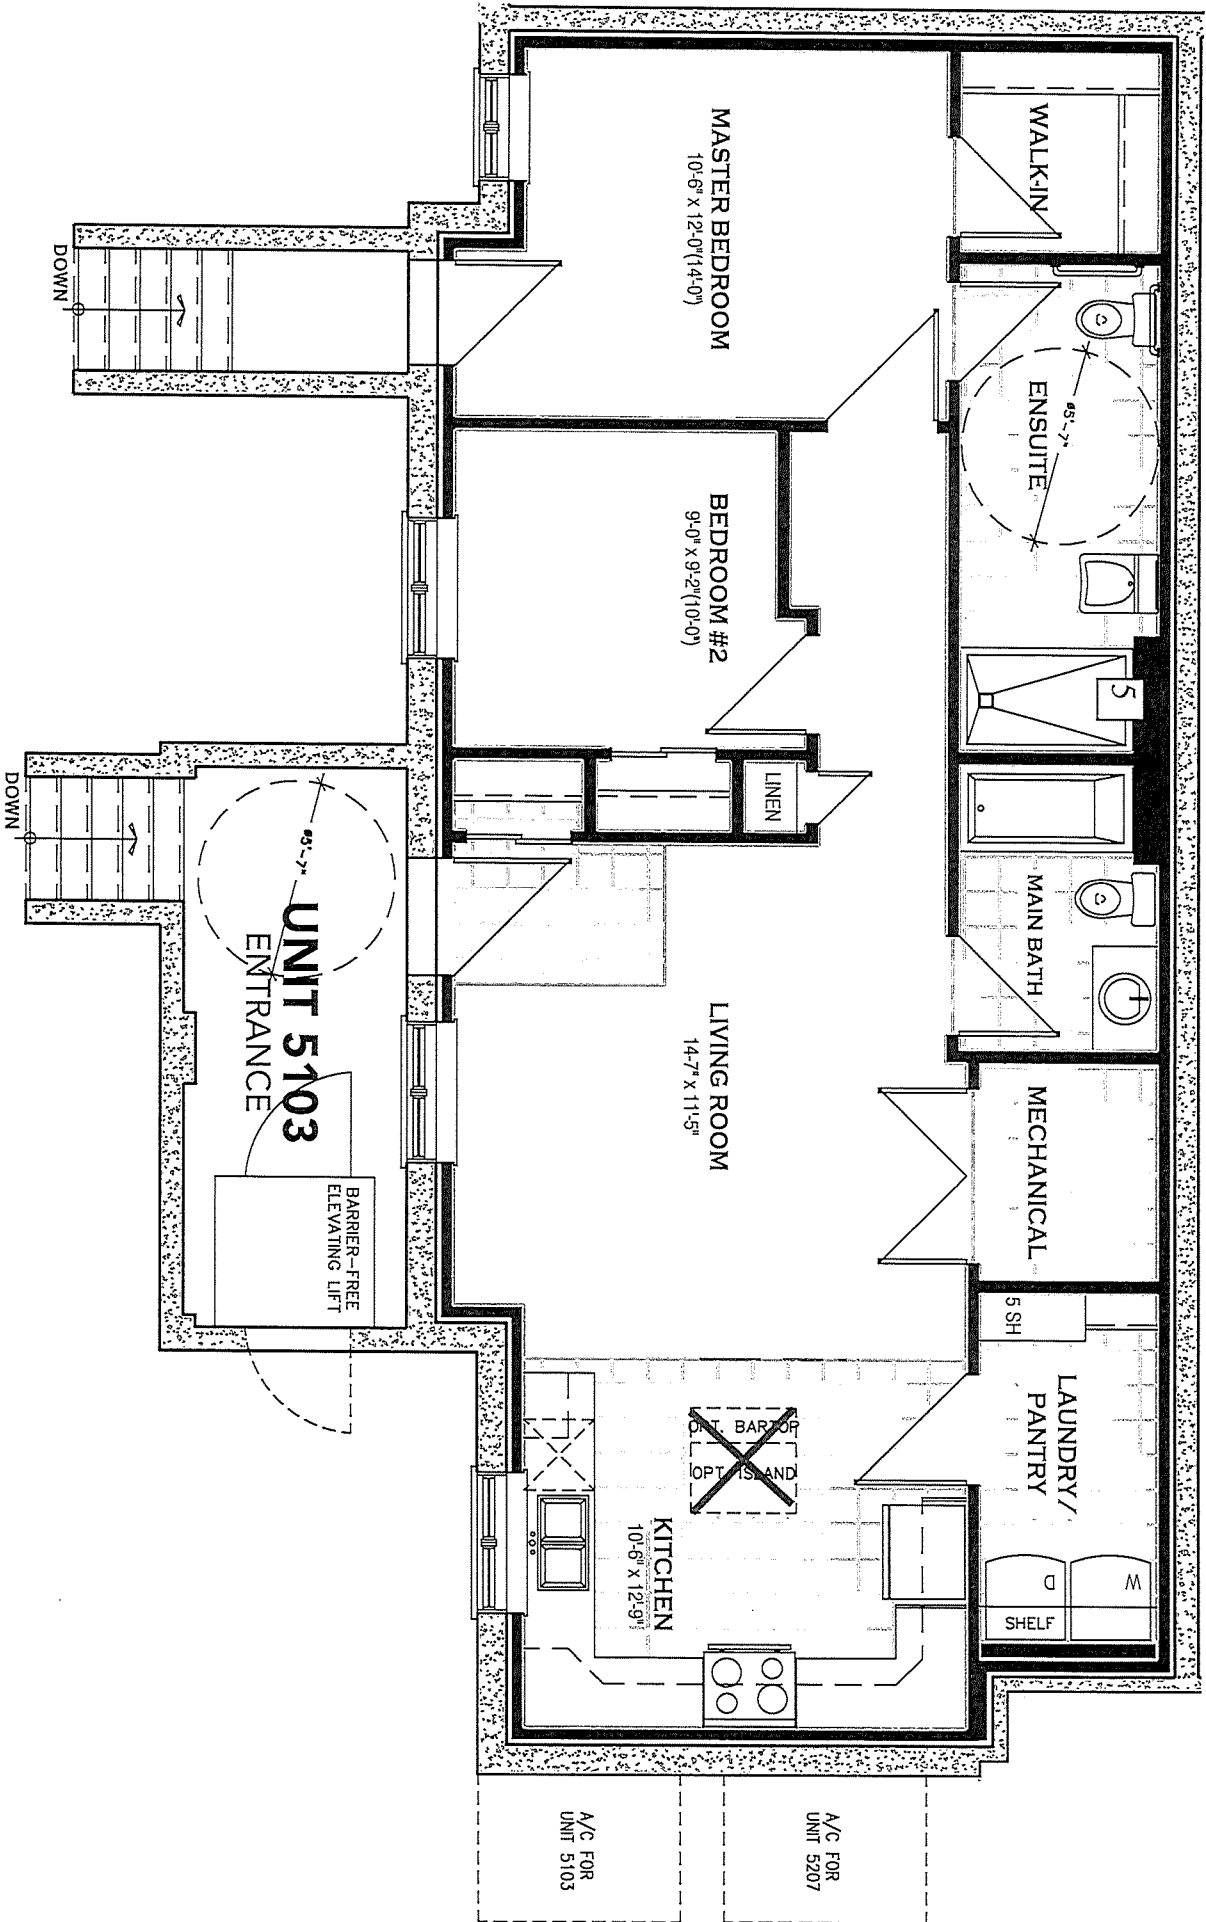 WALK-IN
MASTER BEDROOM
10'-6" x 12'-0"(14'-0")
DOWN
ENSUITE
ø5'-7"
5
BEDROOM #2
9'-0" x 9'-2"(10'-0")
LINEN
MAIN BATH
DOWN
ø5'-7"
UNIT 5103
ENTRANCE
BARRIER-FREE
ELEVATING LIFT
LIVING ROOM
14-7" x 11'-5"
MECHANICAL
5 SH
LAUNDRY/
PANTRY
W
D
SHELF
OPT. BARTOP
OPT. ISLAND
KITCHEN
10'-6" x 12'-9"
A/C FOR
UNIT 5207
A/C FOR
UNIT 5103